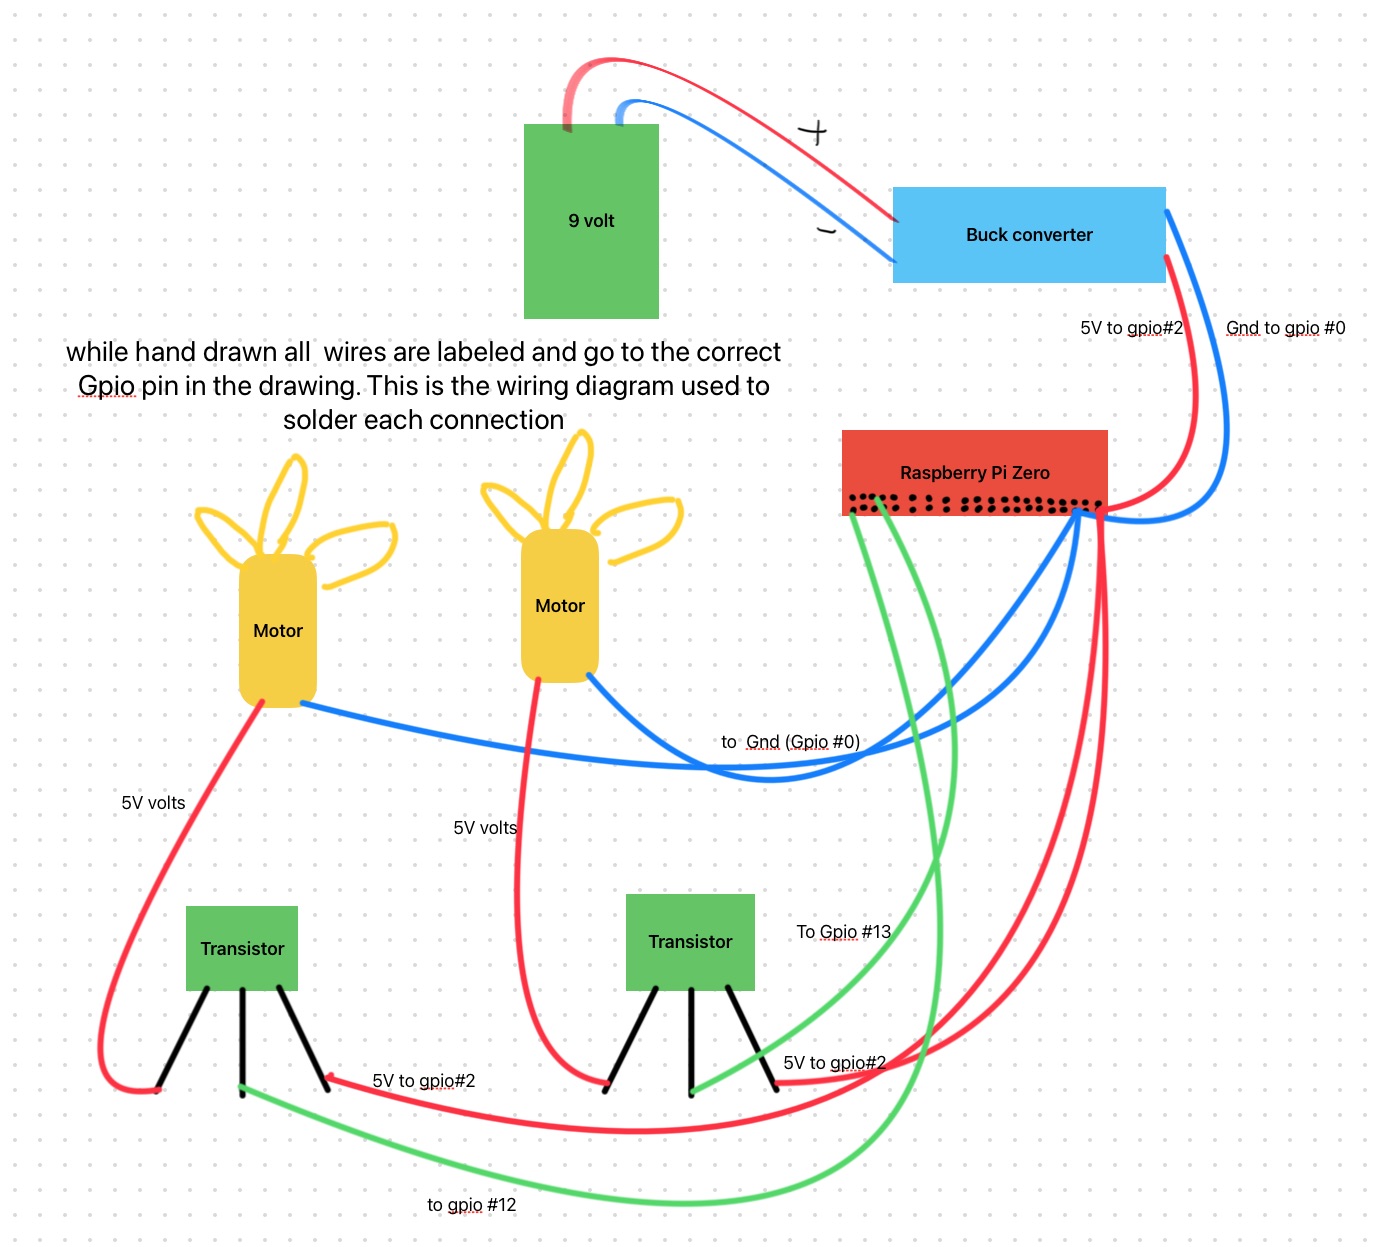 +
9 volt
Buck converter
-
5V to gpio#2
Gnd to gpio #0
while hand drawn all  wires are labeled and go to the correct
Gpio pin in the drawing. This is the wiring diagram used to
solder each connection
Raspberry Pi Zero
Motor
Motor
to  Gnd (Gpio #0)
5V volts
5V volts
To Gpio #13
Transistor
Transistor
5V to gpio#2
5V to gpio#2
to gpio #12